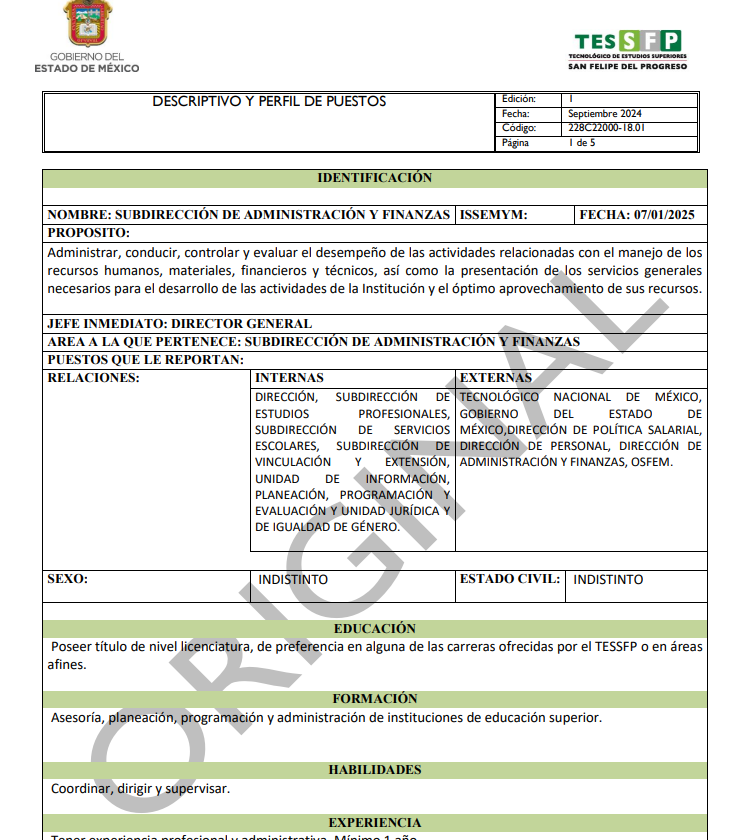 GOBIERNO DEL
ESTADO DE MÉXICO
TESSFP
TECNOLÓGICO DE ESTUDIOS SUPERIORES
SAN FELIPE DEL PROGRESO
DESCRIPTIVO Y PERFIL DE PUESTOS
Edición: 1
Fecha: Septiembre 2024
Código: 228C22000-18.01
Página 1 de 5
IDENTIFICACIÓN
NOMBRE: SUBDIRECCIÓN DE ADMINISTRACIÓN Y FINANZAS ISSEMYM: FECHA: 07/01/2025
PROPOSITO:
Administrar, conducir, controlar y evaluar el desempeño de las actividades relacionadas con el manejo de los
recursos humanos, materiales, financieros y técnicos, así como la presentación de los servicios generales
necesarios para el desarrollo de las actividades de la Institución y el óptimo aprovechamiento de sus recursos.
JEFE INMEDIATO: DIRECTOR GENERAL
AREA A LA QUE PERTENECE: SUBDIRECCIÓN DE ADMINISTRACIÓN Y FINANZAS
PUESTOS QUE LE REPORTAN:
RELACIONES:
INTERNAS
DIRECCIÓN, SUBDIRECCIÓN DE
ESTUDIOS PROFESIONALES,
SUBDIRECCIÓN DE SERVICIOS
ESCOLARES, SUBDIRECCIÓN DE
VINCULACIÓN Y EXTENSIÓN,
UNIDAD DE INFORMACIÓN,
PLANEACIÓN, PROGRAMACIÓN Y
EVALUACIÓN Y UNIDAD JURÍDICA Y
DE IGUALDAD DE GÉNERO.
EXTERNAS
TECNOLÓGICO NACIONAL DE MÉXICO,
GOBIERNO DEL ESTADO DE
MÉXICO,DIRECCIÓN DE POLÍTICA SALARIAL,
DIRECCIÓN DE PERSONAL, DIRECCIÓN DE
ADMINISTRACIÓN Y FINANZAS, OSFEM.
SEXO: INDISTINTO ESTADO CIVIL: INDISTINTO
EDUCACIÓN
Poseer título de nivel licenciatura, de preferencia en alguna de las carreras ofrecidas por el TESSFP o en áreas
afines.
FORMACIÓN
Asesoría, planeación, programación y administración de instituciones de educación superior.
HABILIDADES
Coordinar, dirigir y supervisar.
EXPERIENCIA
Tener experiencia profesional y administrativa. Mínimo 1 año
ORIGINAL